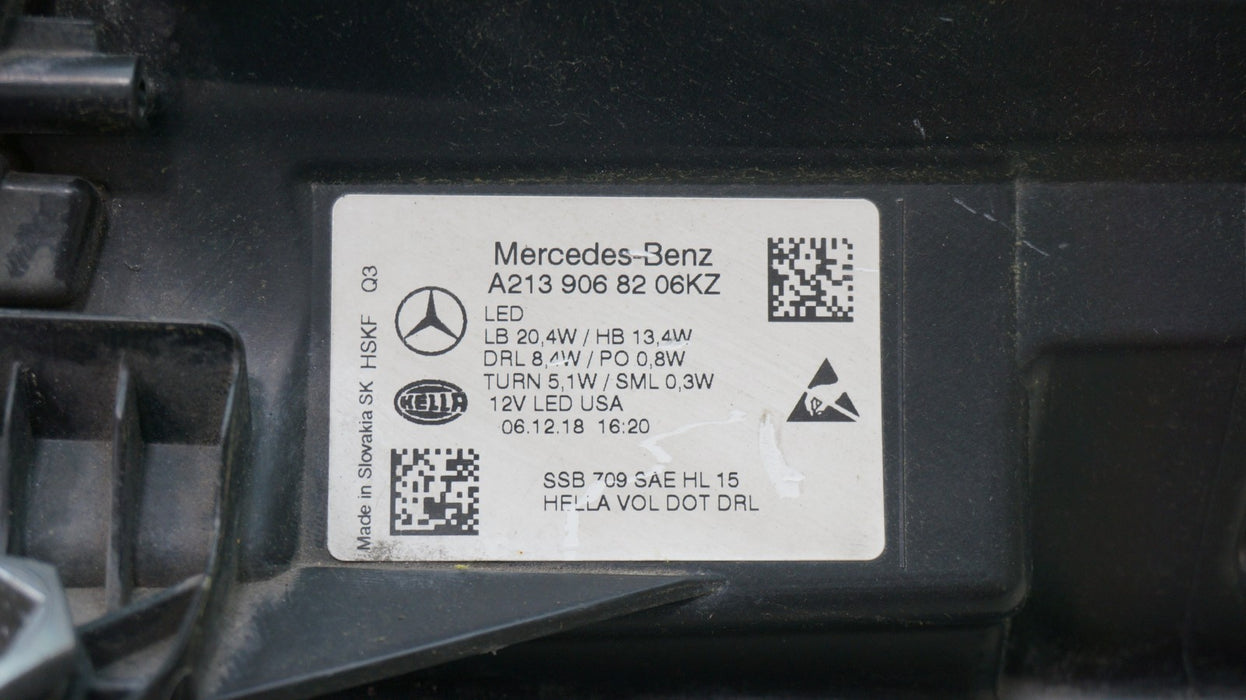 Mercedes-Benz
A213 906 82 06KZ
LED
LB 20,4W / HB 13,4W
DRL 8,4W / PO 0,8W
TURN 5,1W / SML 0,3W
12V LED USA
06.12.18 16:20
SSB 709 SAE HL 15
HELLA VOL DOT DRL
HELLA
Made in Slovakia SK HSKF Q3